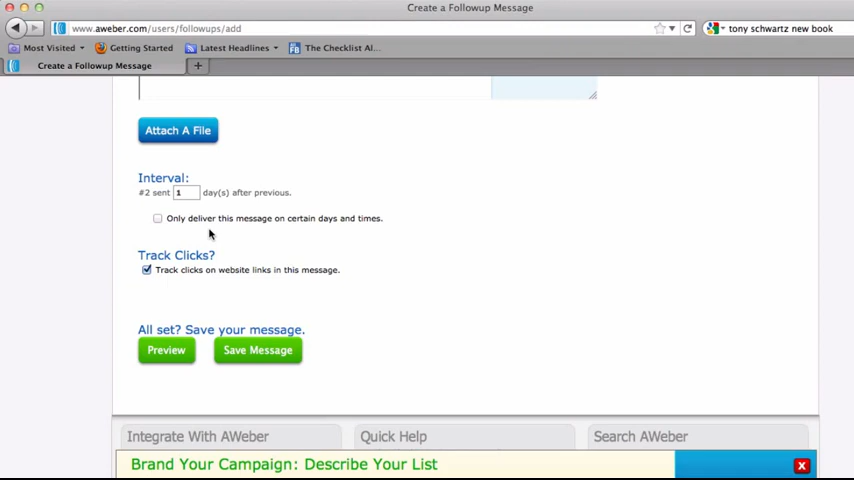 Create a Followup Message
www.aweber.com/users/followups/add
tony schwartz new book
Most Visited
Getting Started
Latest Headlines
The Checklist Al...
Create a Followup Message
Attach A File
Interval:
#2 sent 1 day(s) after previous.
Only deliver this message on certain days and times.
Track Clicks?
Track clicks on website links in this message.
All set? Save your message.
Preview
Save Message
Integrate With AWeber
Quick Help
Search AWeber
Brand Your Campaign: Describe Your List